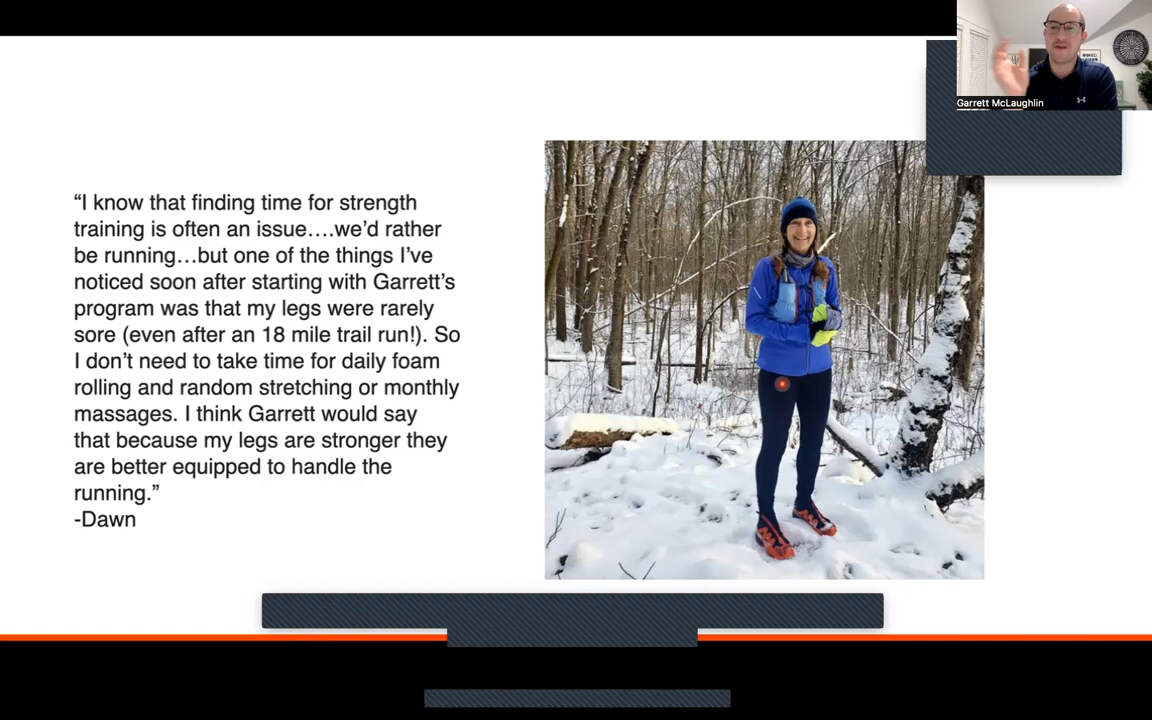 Garrett McLaughlin
“I know that finding time for strength
training is often an issue….we’d rather
be running…but one of the things I’ve
noticed soon after starting with Garrett’s
program was that my legs were rarely
sore (even after an 18 mile trail run!). So
I don’t need to take time for daily foam
rolling and random stretching or monthly
massages. I think Garrett would say
that because my legs are stronger they
are better equipped to handle the
running.”
-Dawn